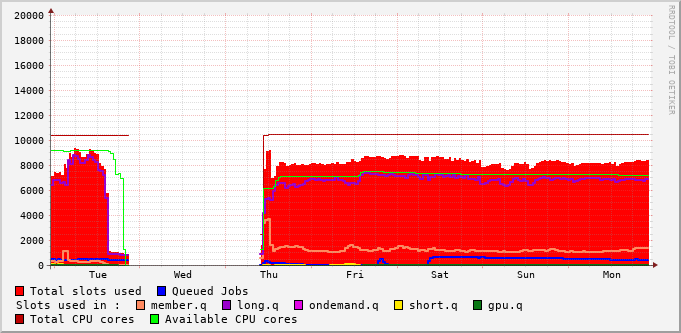 20000
18000
16000
14000
12000
10000
8000
6000
4000
2000
0
Tue Wed Thu Fri Sat Sun Mon
Total slots used Queued Jobs
Slots used in : member.q long.q ondemand.q short.q gpu.q
Total CPU cores Available CPU cores
RRDTOOL / TOBI OETIKER